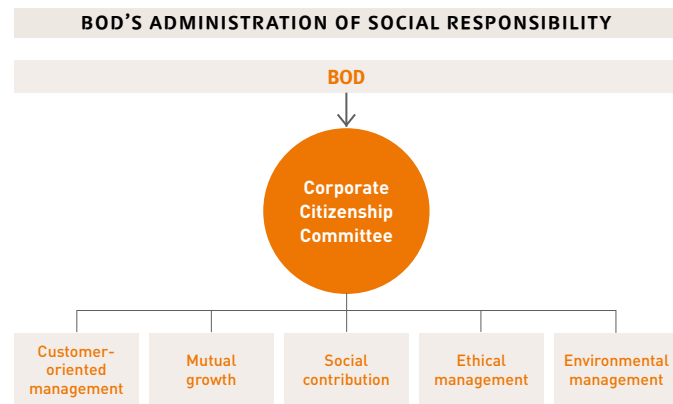 BOD'S ADMINISTRATION OF SOCIAL RESPONSIBILITY
BOD
Corporate
Citizenship
Committee
Customer-
oriented
management
Mutual
growth
Social
contribution
Ethical
management
Environmental
management